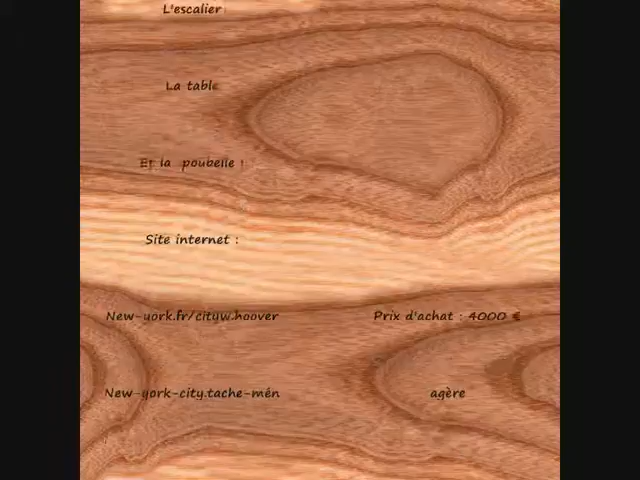 L'escalier
La table
Et la poubelle !
Site internet :
New-york.fr/cityw.hoover Prix d'achat : 4000 €
New-york-city.tache-mén agère